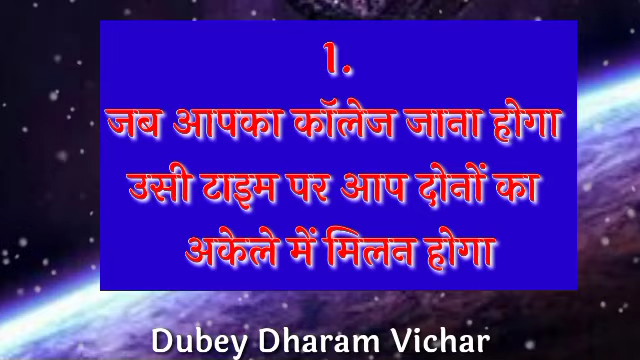 1.
जब आपका कॉलेज जाना होगा
उसी टाइम पर आप दोनों का
अकेले में मिलन होगा
Dubey Dharam Vichar